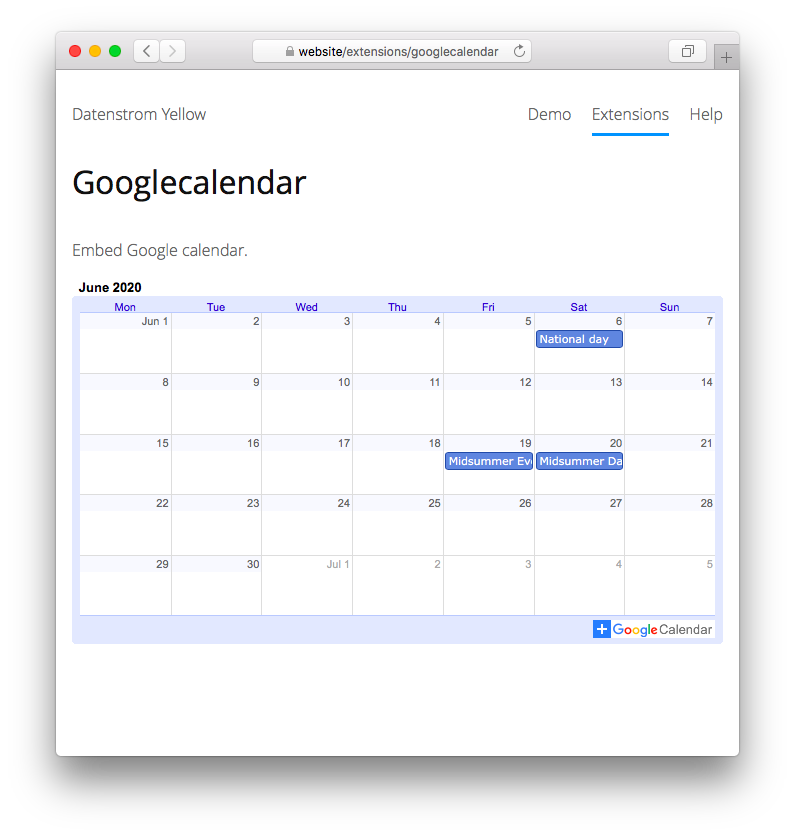 website/extensions/googlecalendar
Datenstrom Yellow Demo Extensions Help
Googlecalendar
Embed Google calendar.
June 2020
Mon Tue Wed Thu Fri Sat Sun
Jun 1 2 3 4 5 6 7
National day
8 9 10 11 12 13 14
15 16 17 18 19 20 21
Midsummer Ev Midsummer Da
22 23 24 25 26 27 28
29 30 Jul 1 2 3 4 5
Google Calendar